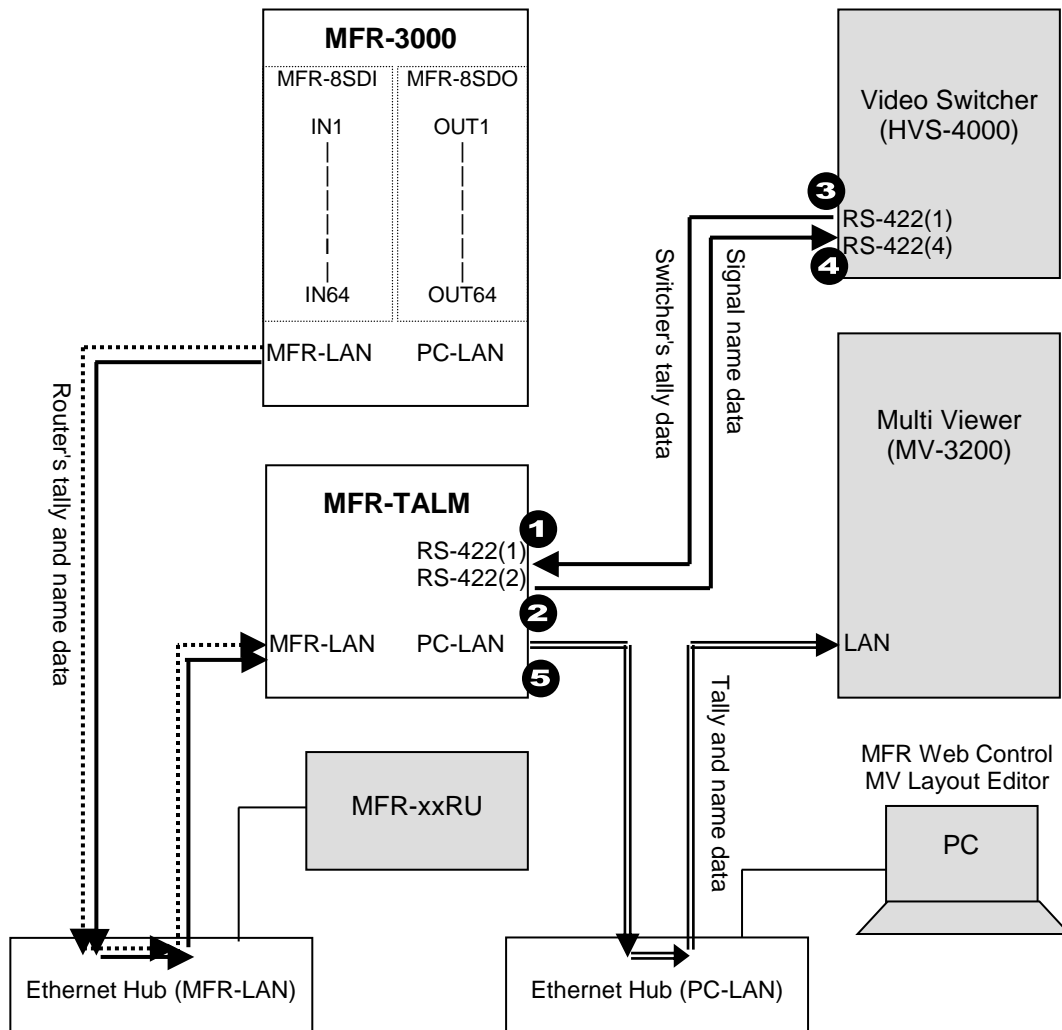 MFR-3000
MFR-8SDI
MFR-8SDO
IN1
OUT1
IN64
OUT64
MFR-LAN
PC-LAN
Video Switcher
(HVS-4000)
3
RS-422(1)
RS-422(4)
4
Switcher's tally data
Signal name data
Router's tally and name data
MFR-TALM
1
RS-422(1)
RS-422(2)
2
MFR-LAN
PC-LAN
5
Multi Viewer
(MV-3200)
LAN
Tally and name data
MFR-xxRU
MFR Web Control
MV Layout Editor
PC
Ethernet Hub (MFR-LAN)
Ethernet Hub (PC-LAN)